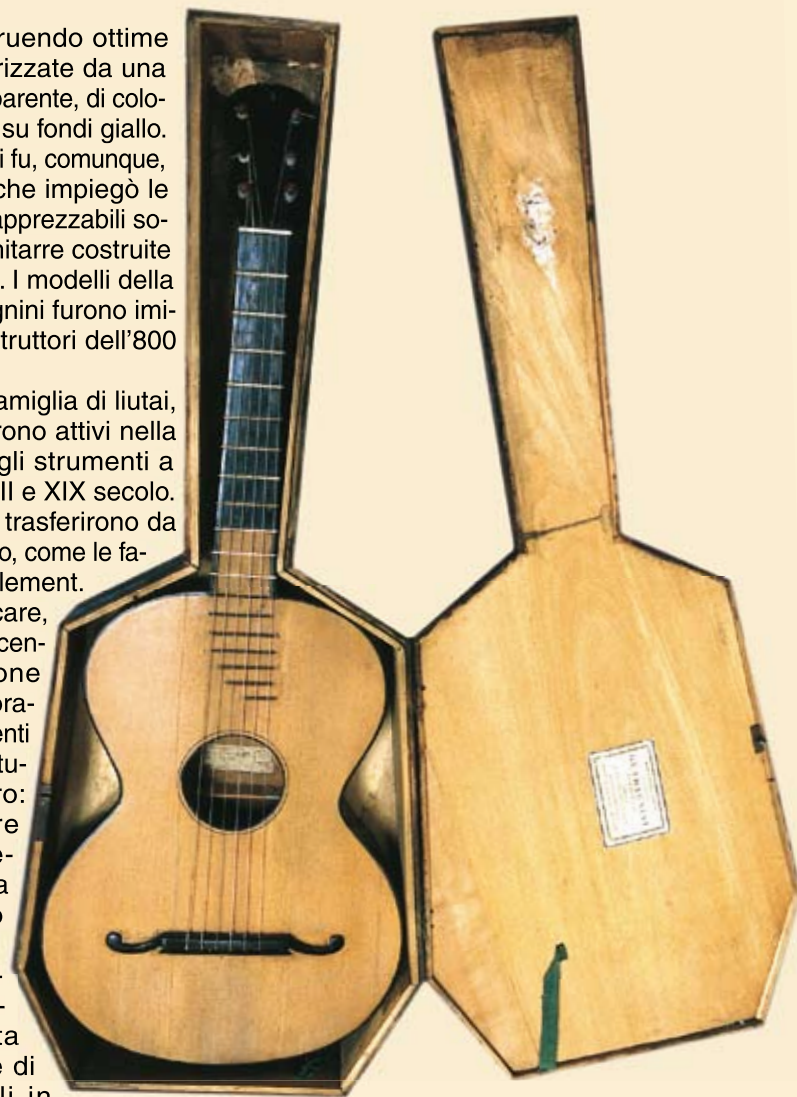 ruendo ottime
rizzate da una
parente, di colo-
su fondi giallo.
i fu, comunque,
che impiegò le
apprezzabili so-
hitarre costruite
. I modelli della
gnini furono imi-
truttori dell'800
amiglia di liutai,
rono attivi nella
gli strumenti a
II e XIX secolo.
trasferirono da
o, come le fa-
lement.
care,
cen-
one
ora-
enti
tu-
ro:
re
e-
a
o
-
-
ta
e di
li in